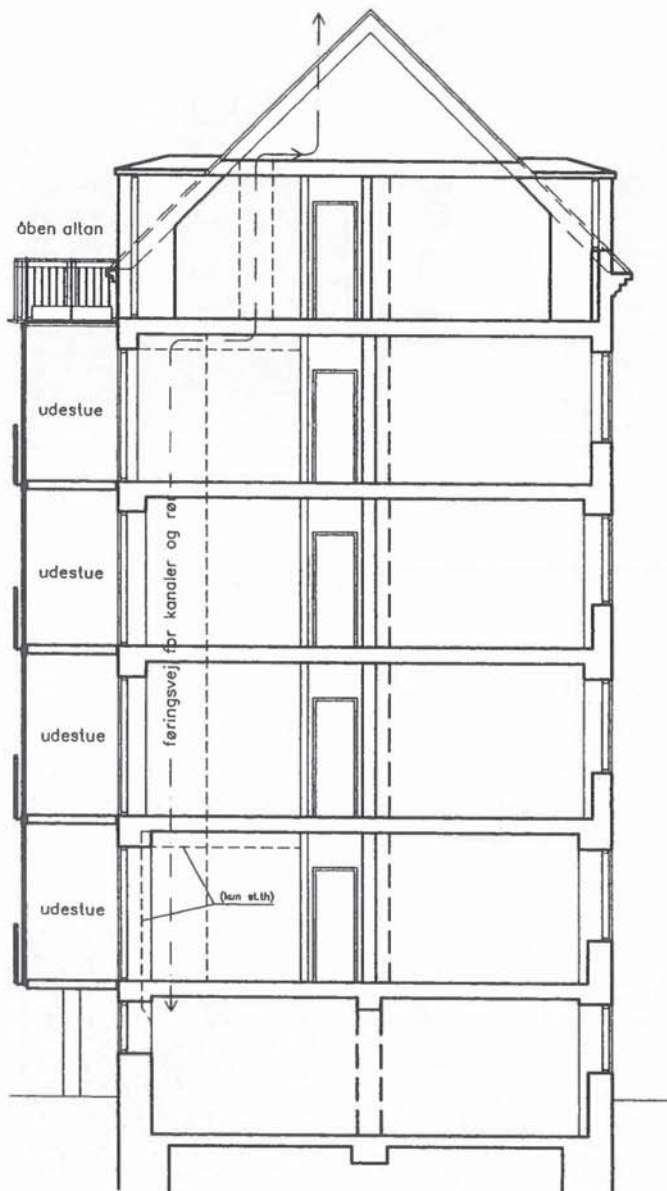 åben altan
udestue
udestue
udestue
udestue
føringsvej for kanaler og rør
(kun st.th)